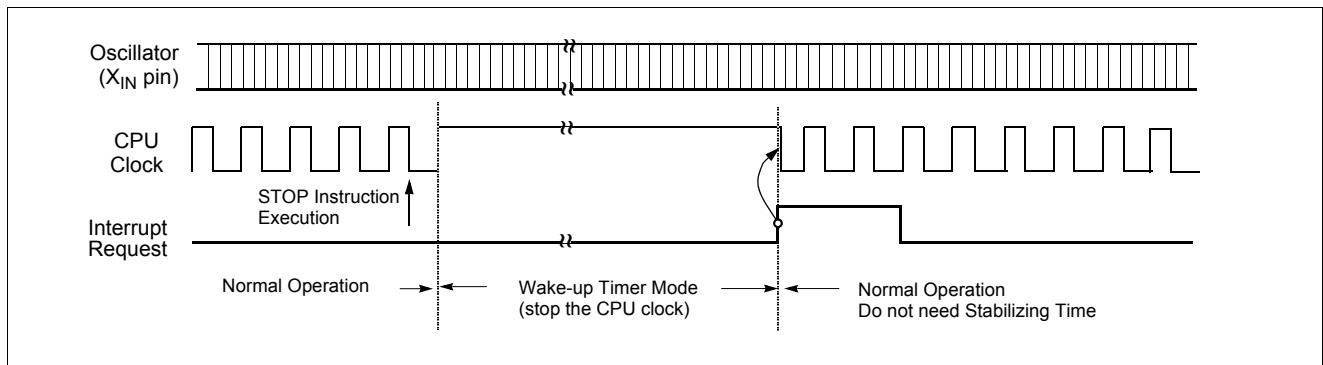 Oscillator
(XIN pin)
CPU
Clock
STOP Instruction
Execution
Interrupt
Request
Normal Operation
Wake-up Timer Mode
(stop the CPU clock)
Normal Operation
Do not need Stabilizing Time